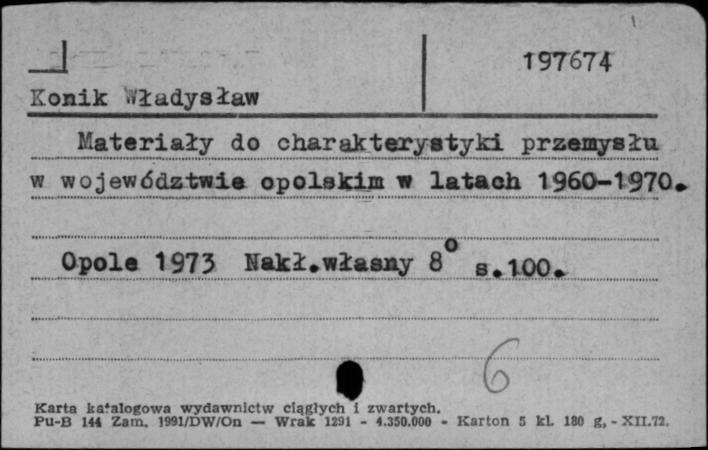 197674
Konik Władysław
Materiały do charakterystyki przemysłu
w województwie opolskim w latach 1960-1970.
Opole 1973 Nakł.własny 8° s.100.
6
Karta katalogowa wydawnictw ciągłych i zwartych.
Pu-B 144 Zam. 1991/DW/On — Wrak 1291 - 4.350.000 - Karton 5 kl. 180 g, - XII.72.